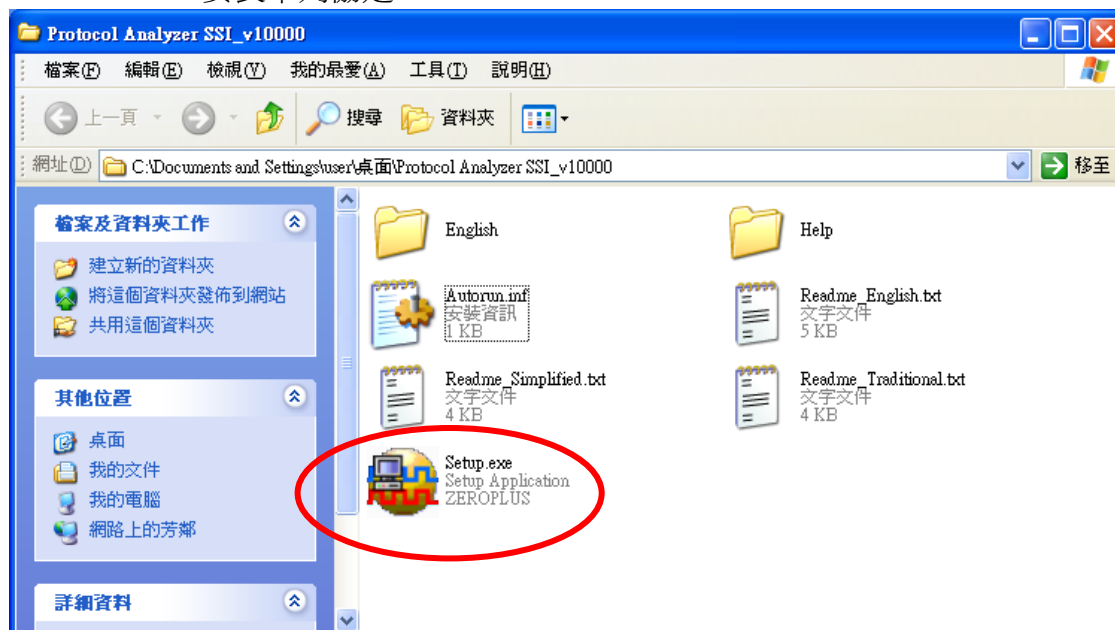 Protocol Analyzer SSI_v10000
檔案(F) 編輯(E) 檢視(V) 我的最愛(A) 工具(T) 說明(H)
上一頁 搜尋 資料夾
網址(D) C:\Documents and Settings\user\桌面\Protocol Analyzer SSI_v10000 移至
檔案及資料夾工作
建立新的資料夾
將這個資料夾發佈到網站
共用這個資料夾
其他位置
桌面
我的文件
我的電腦
網路上的芳鄰
詳細資料
English
Help
Autorun.inf
安裝資訊
1 KB
Readme_English.txt
文字文件
5 KB
Readme_Simplified.txt
文字文件
4 KB
Readme_Traditional.txt
文字文件
4 KB
Setup.exe
Setup Application
ZEROPLUS